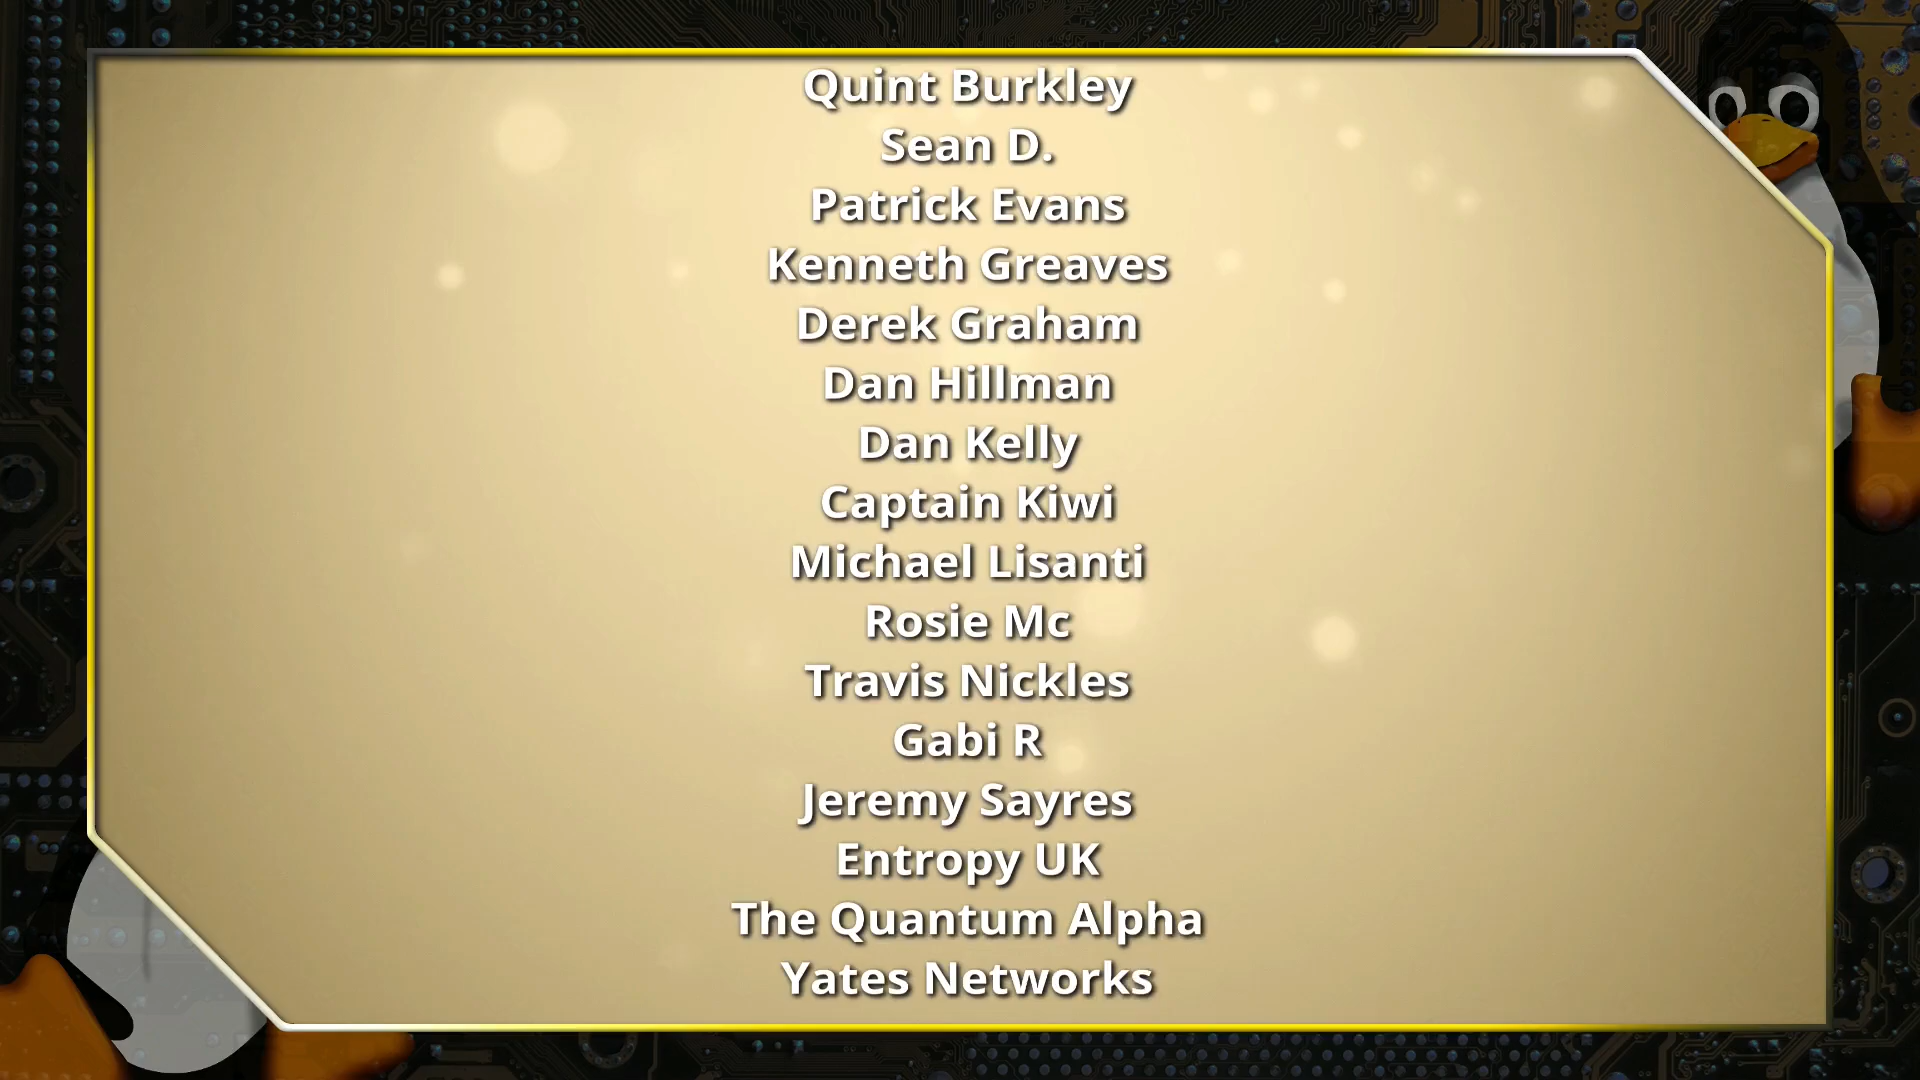 Quint Burkley
Sean D.
Patrick Evans
Kenneth Greaves
Derek Graham
Dan Hillman
Dan Kelly
Captain Kiwi
Michael Lisanti
Rosie Mc
Travis Nickles
Gabi R
Jeremy Sayres
Entropy UK
The Quantum Alpha
Yates Networks